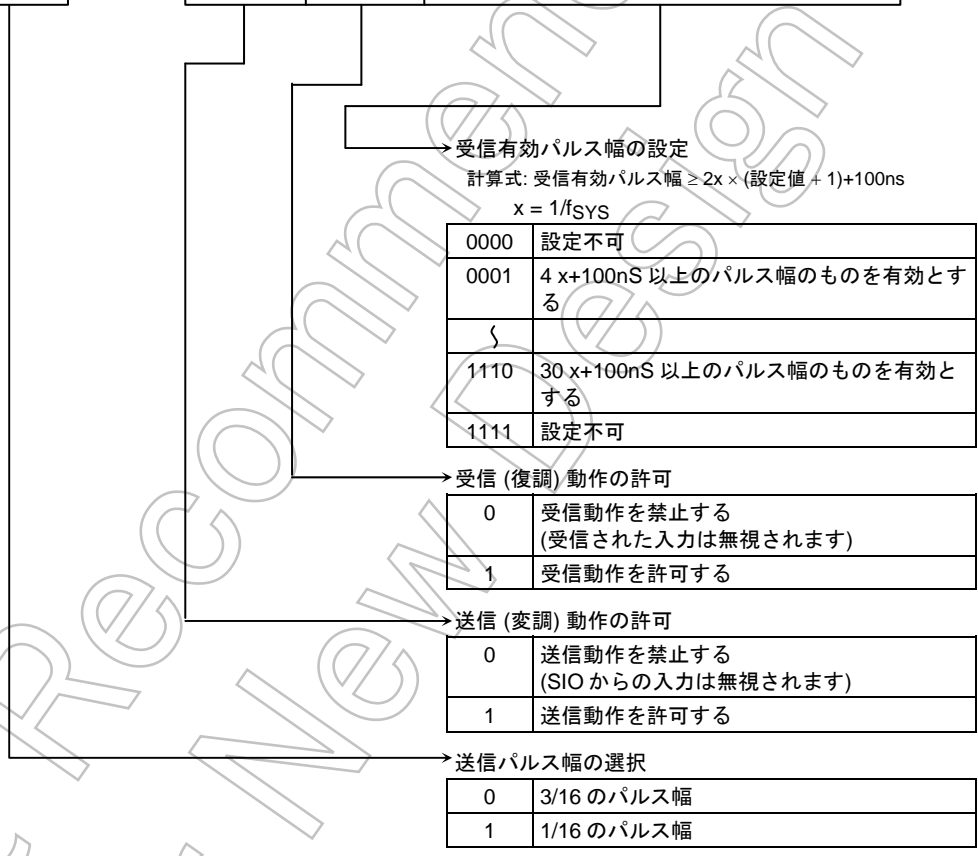 受信有効パルス幅の設定
計算式: 受信有効パルス幅 ≥ 2x × (設定値 + 1)+100ns
x = 1/fSYS
0000 設定不可
0001 4 x+100nS 以上のパルス幅のものを有効とす
る
〜
1110 30 x+100nS 以上のパルス幅のものを有効と
する
1111 設定不可
受信 (復調) 動作の許可
0 受信動作を禁止する
(受信された入力は無視されます)
1 受信動作を許可する
送信 (変調) 動作の許可
0 送信動作を禁止する
(SIO からの入力は無視されます)
1 送信動作を許可する
送信パルス幅の選択
0 3/16 のパルス幅
1 1/16 のパルス幅
Recommen
New Design